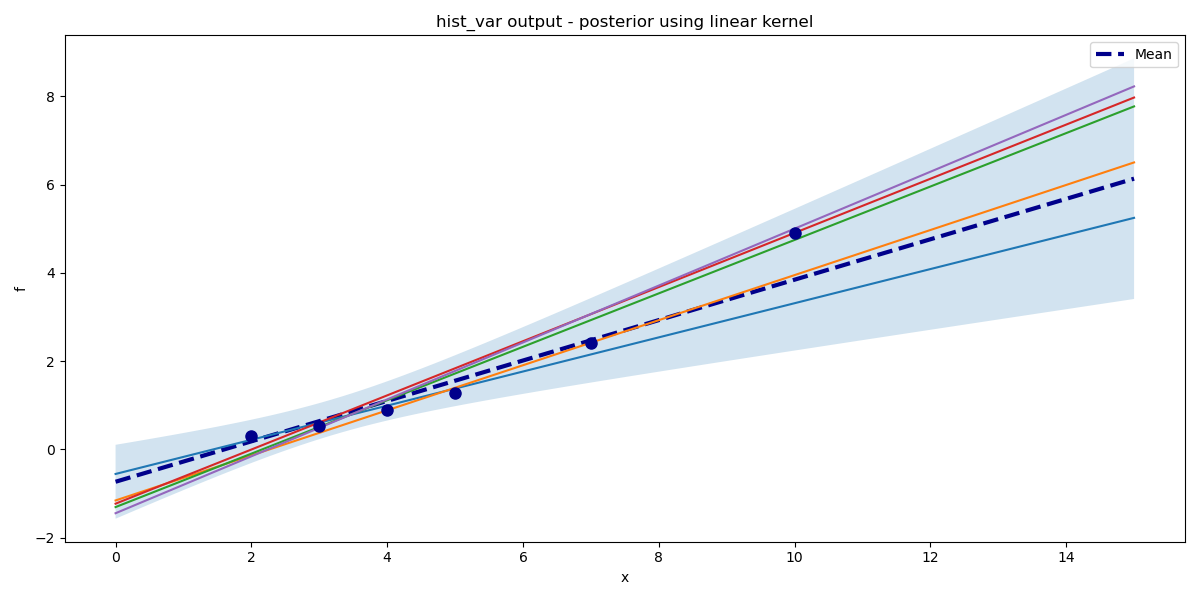 hist_var output - posterior using linear kernel
Mean
f
8
6
4
2
0
−2
0 2 4 6 8 10 12 14
x